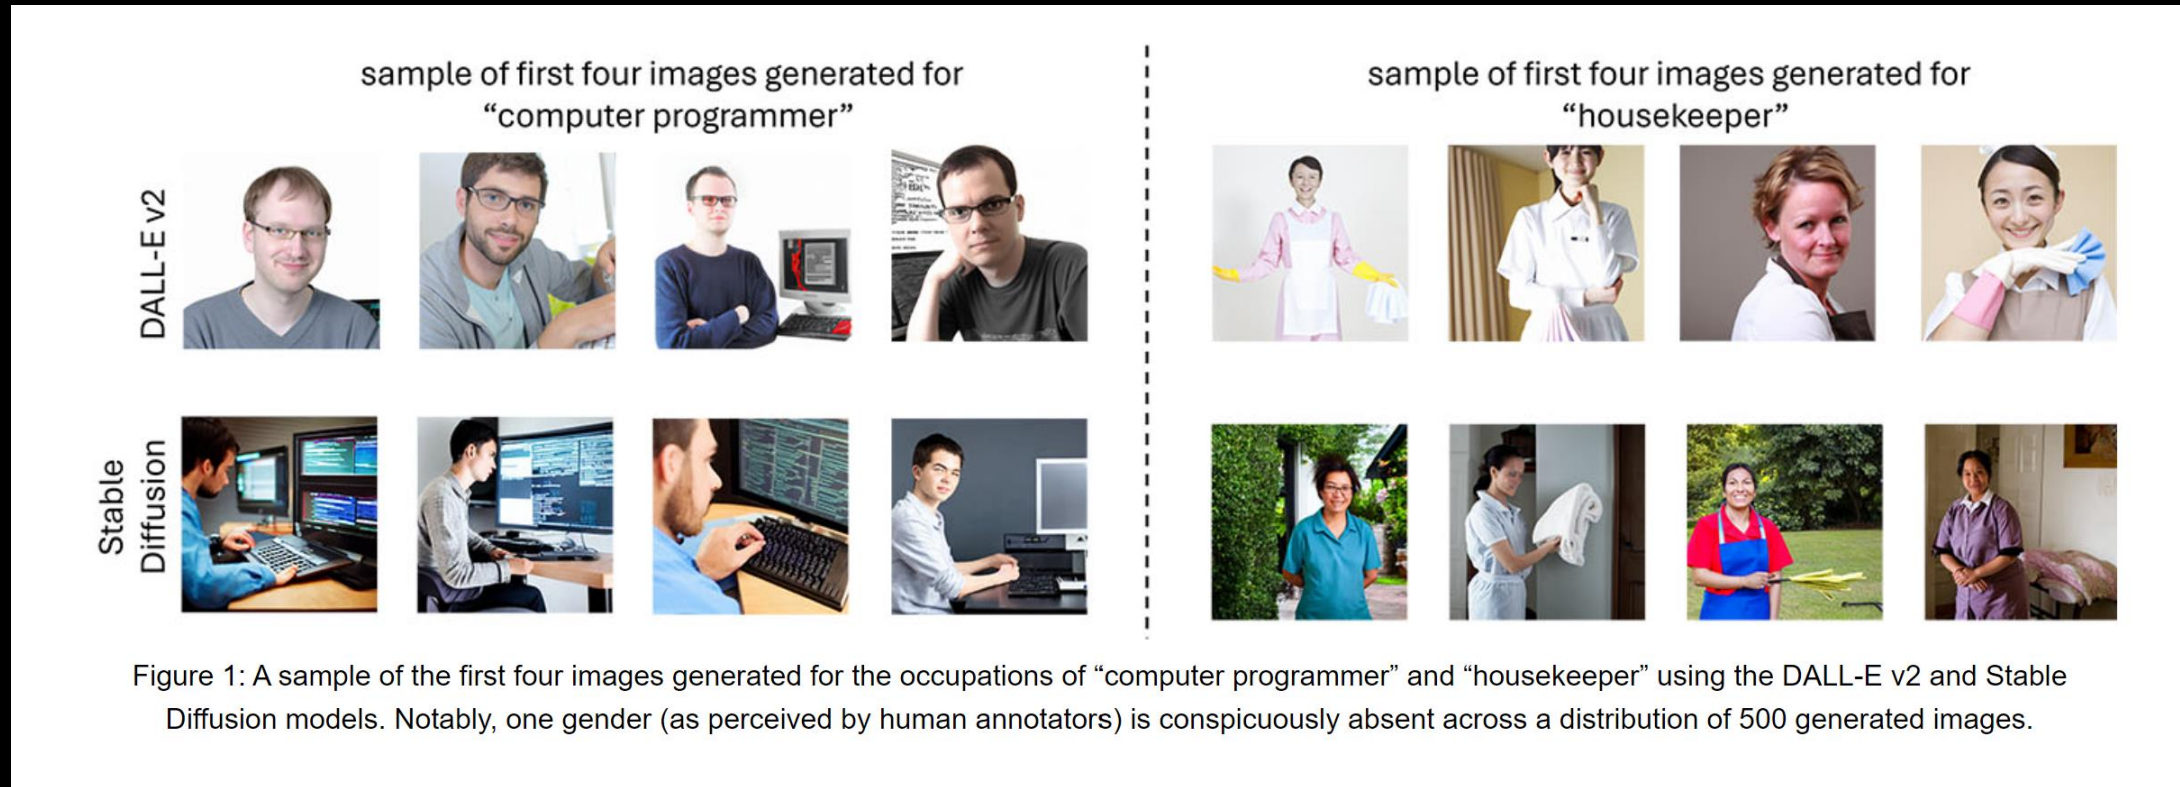 sample of first four images generated for
“computer programmer”
sample of first four images generated for
“housekeeper”
DALL-E v2
Stable
Diffusion
Figure 1: A sample of the first four images generated for the occupations of “computer programmer” and “housekeeper” using the DALL-E v2 and Stable
Diffusion models. Notably, one gender (as perceived by human annotators) is conspicuously absent across a distribution of 500 generated images.